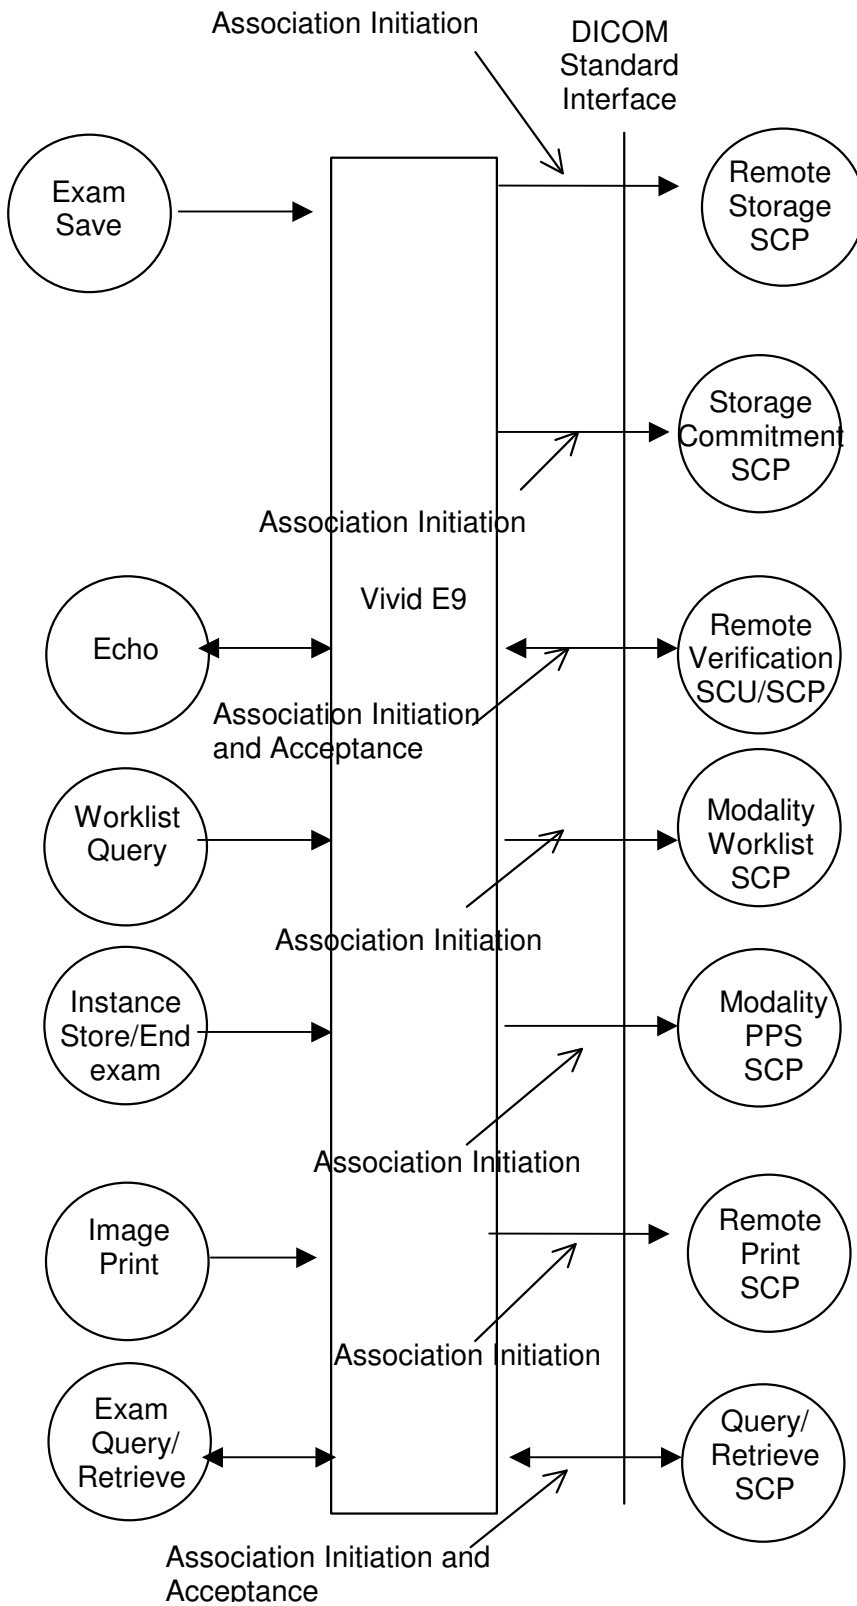 Association Initiation
DICOM
Standard
Interface
Exam
Save
Remote
Storage
SCP
Storage
Commitment
SCP
Association Initiation
Vivid E9
Echo
Remote
Verification
SCU/SCP
Association Initiation
and Acceptance
Worklist
Query
Modality
Worklist
SCP
Association Initiation
Instance
Store/End
exam
Modality
PPS
SCP
Association Initiation
Image
Print
Remote
Print
SCP
Association Initiation
Exam
Query/
Retrieve
Query/
Retrieve
SCP
Association Initiation and
Acceptance